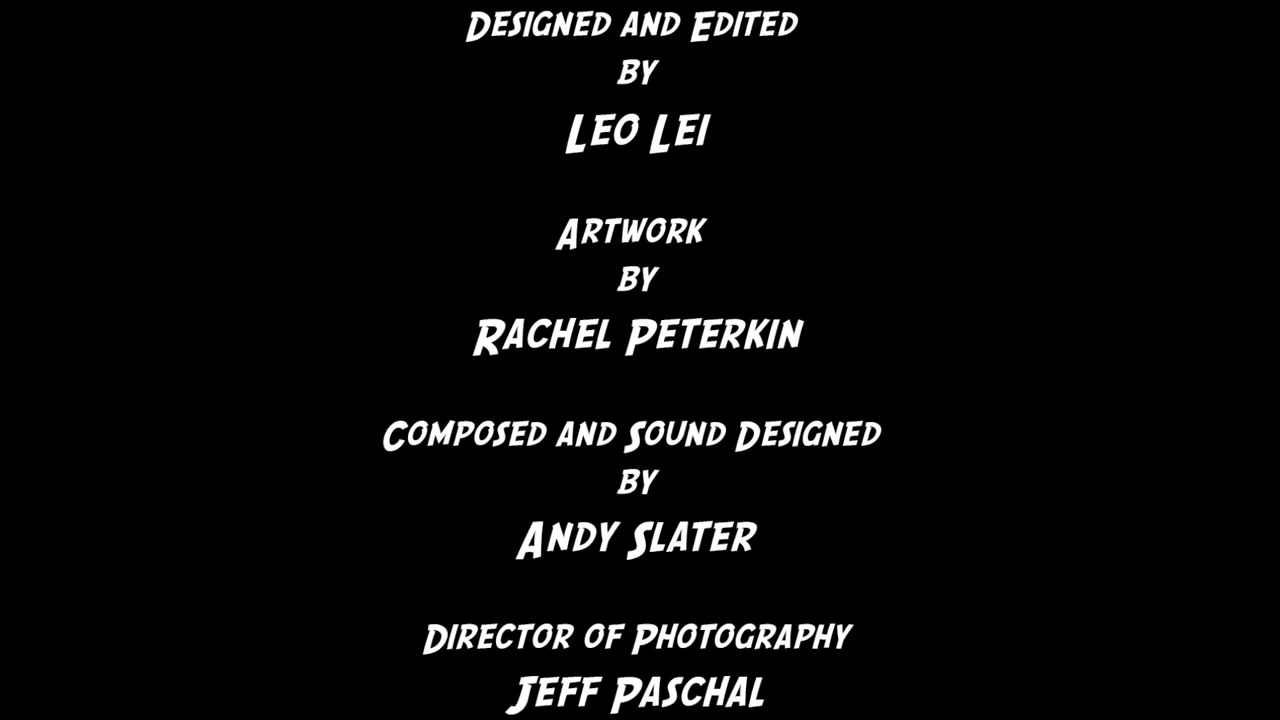 Designed and Edited
by
Leo Lei
Artwork
by
Rachel Peterkin
Composed and Sound Designed
by
Andy Slater
Director of Photography
Jeff Paschal